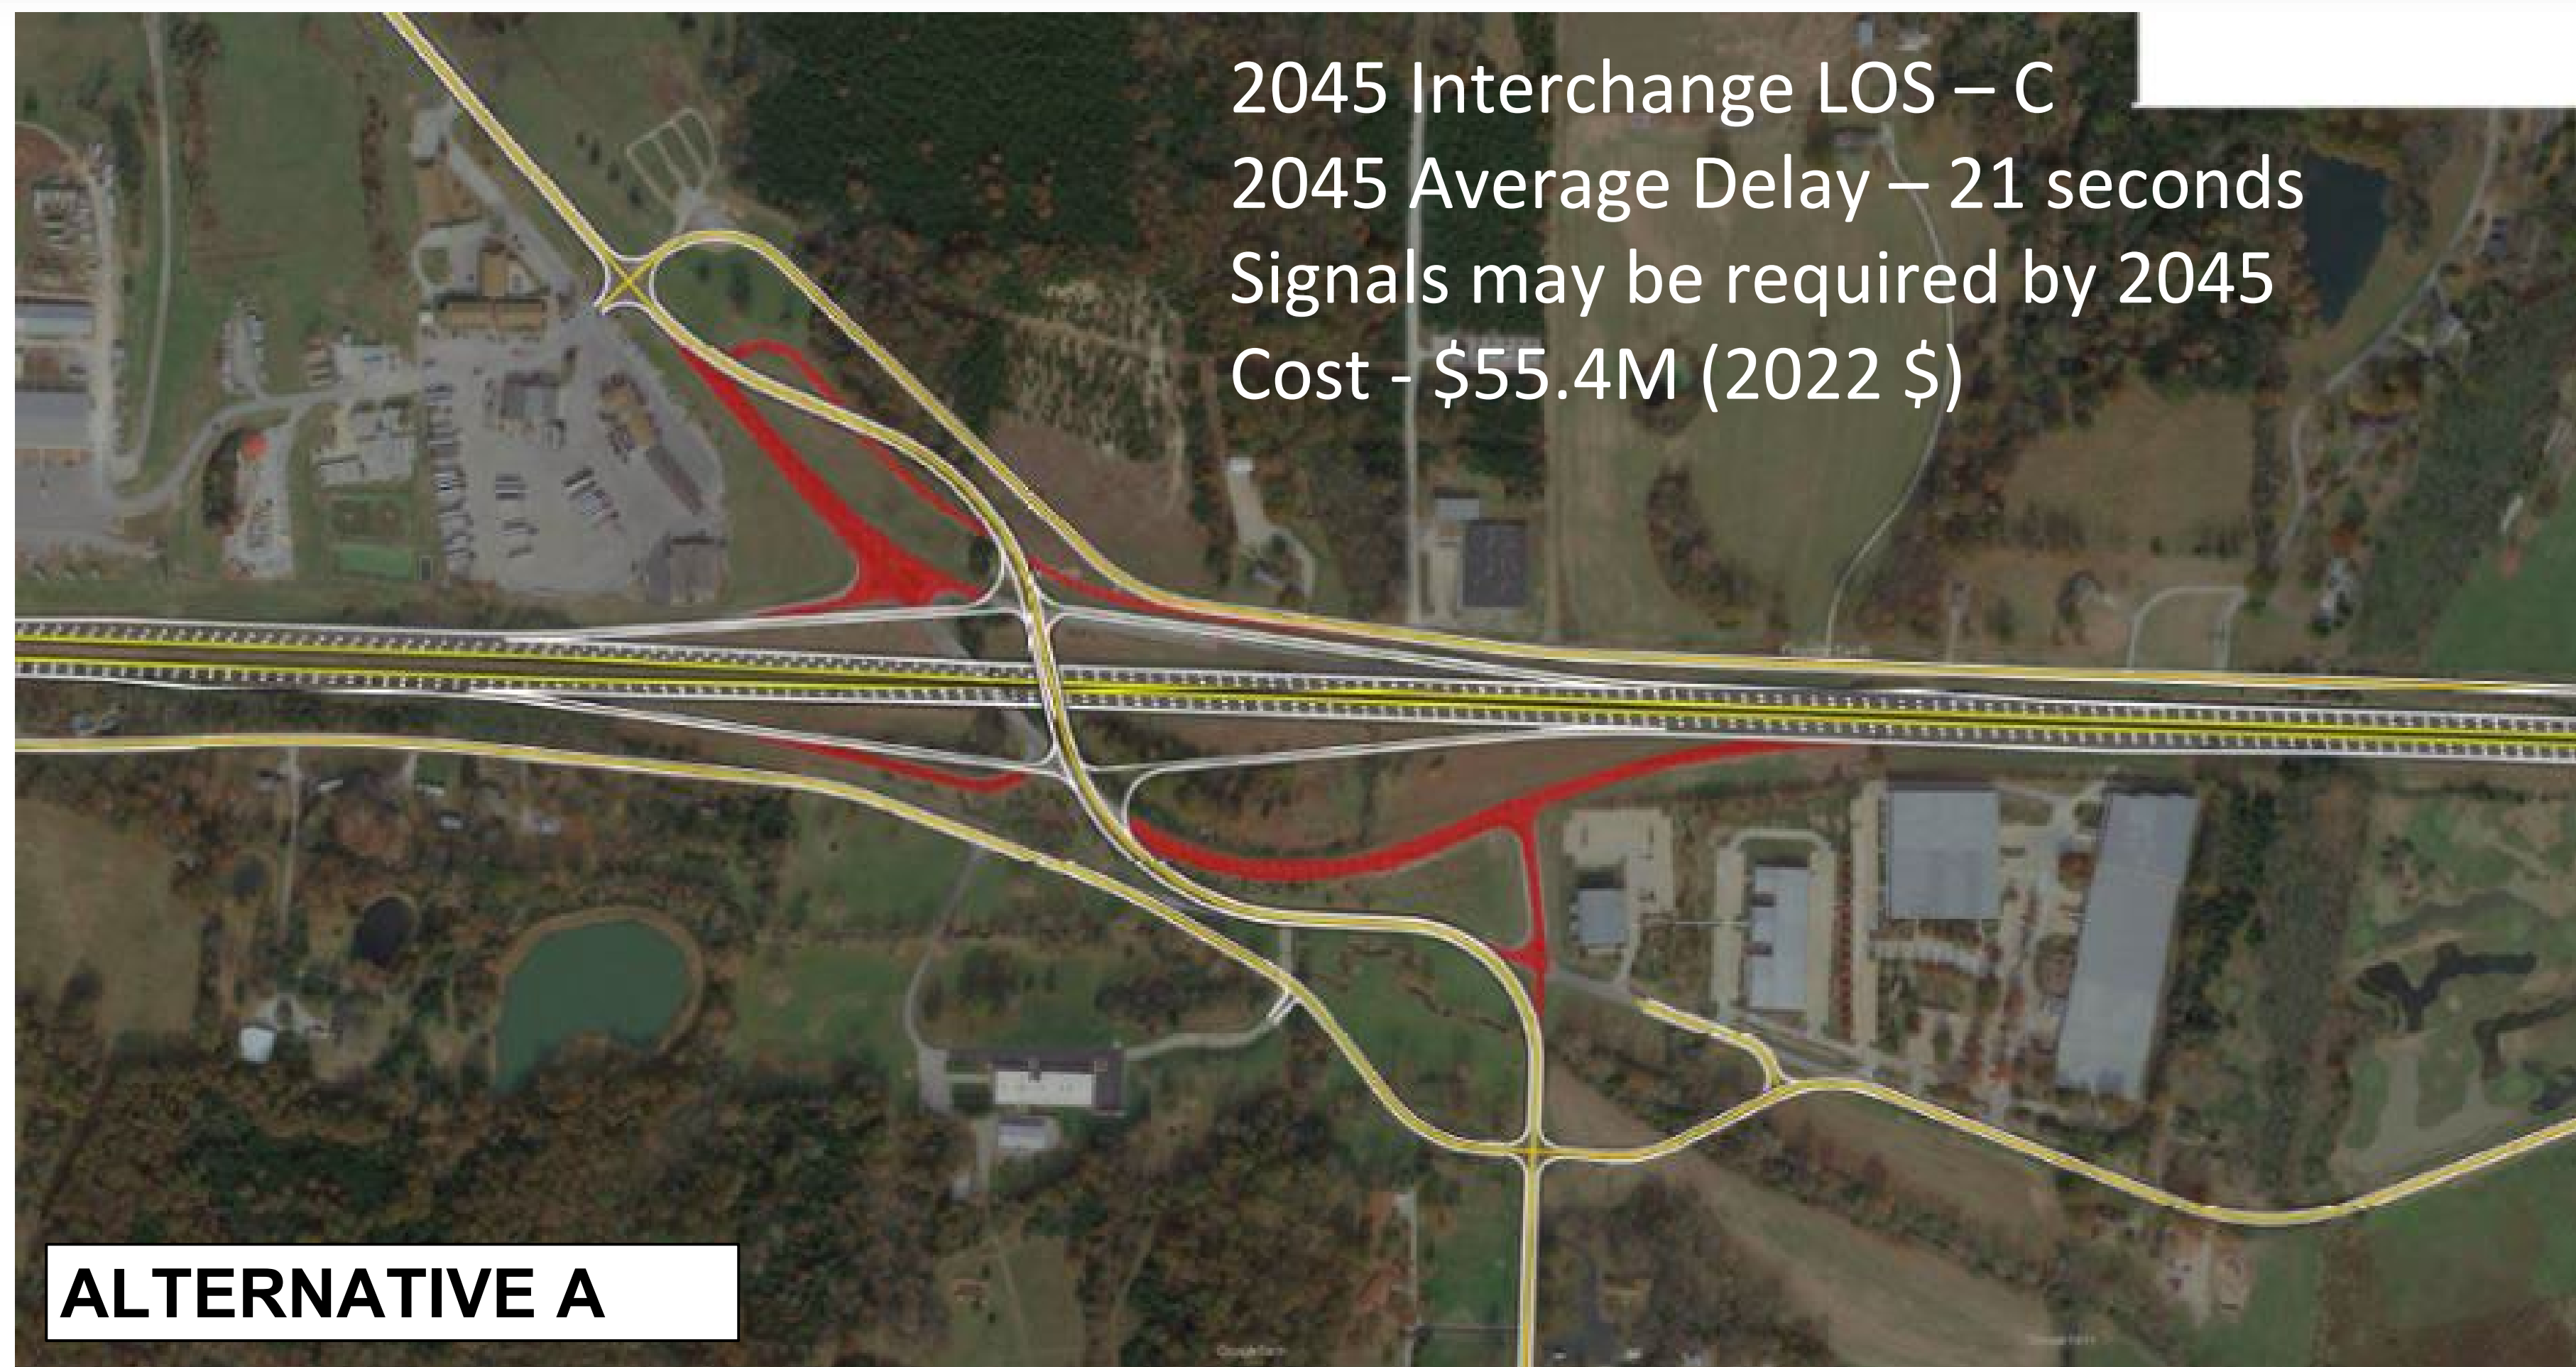 2045 Interchange LOS – C
2045 Average Delay – 21 seconds
Signals may be required by 2045
Cost - $55.4M (2022 $)
ALTERNATIVE A